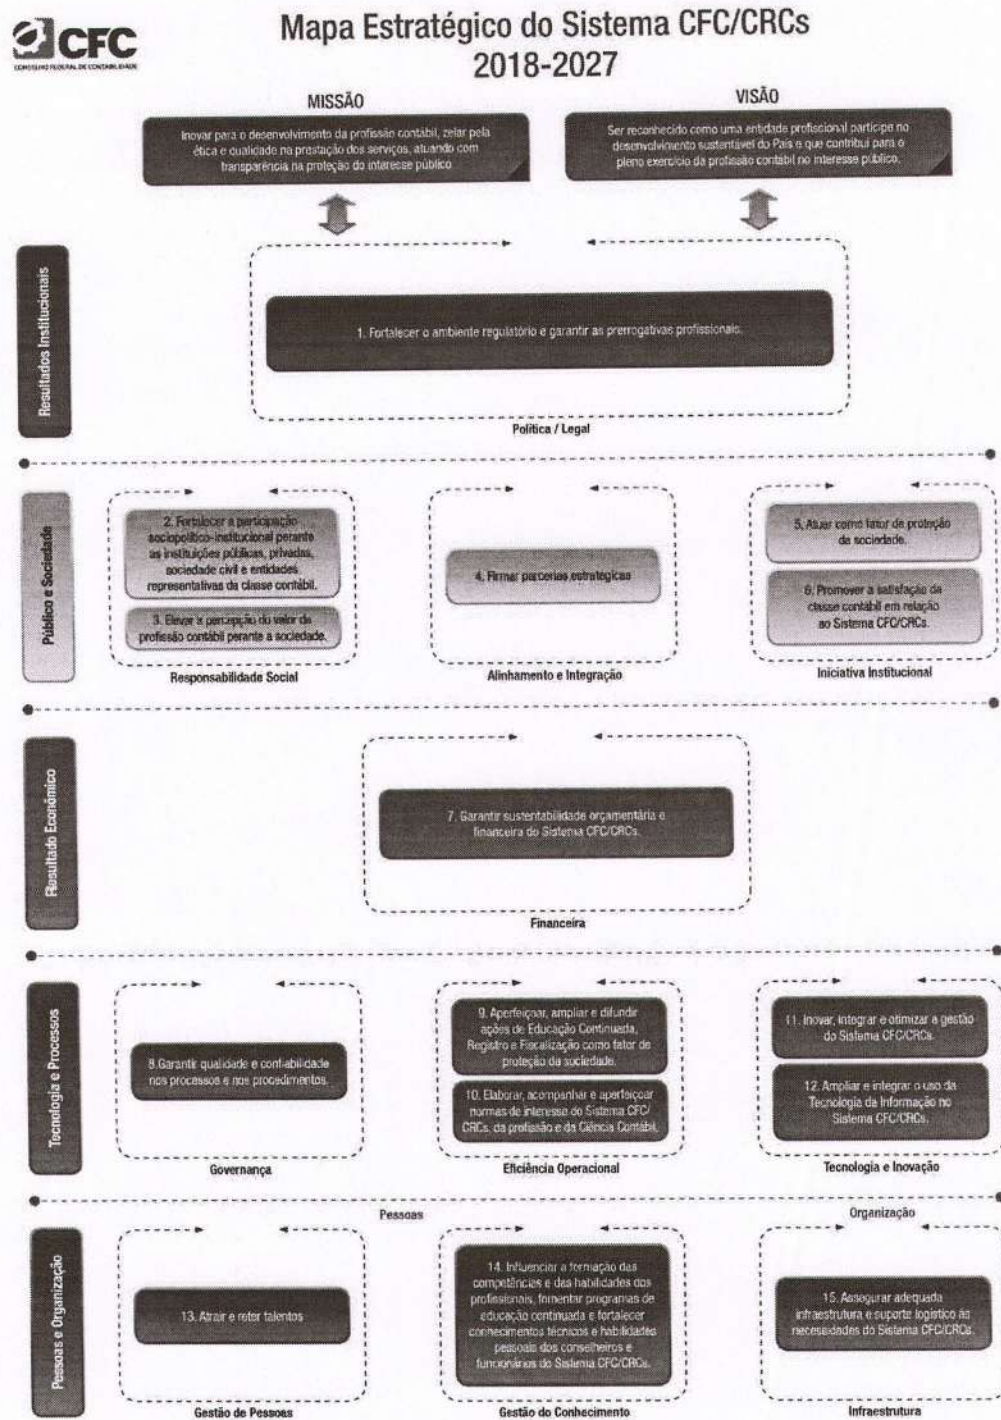 CFC
CONSELHO FEDERAL DE CONTABILIDADE
Mapa Estratégico do Sistema CFC/CRCs
2018-2027
MISSÃO
Inovar para o desenvolvimento da profissão contábil, zelar pela
ética e qualidade na prestação dos serviços, atuando com
transparência na proteção do interesse público
VISÃO
Ser reconhecido como uma entidade profissional partícipe no
desenvolvimento sustentável do País e que contribui para o
pleno exercício da profissão contábil no interesse público.
Resultados Institucionais
1. Fortalecer o ambiente regulatório e garantir as prerrogativas profissionais.
Política / Legal
Público e Sociedade
2. Fortalecer a participação
sociopolítico-institucional perante
as instituições públicas, privadas,
sociedade civil e entidades
representativas da classe contábil.
3. Elevar a percepção do valor da
profissão contábil perante a sociedade.
Responsabilidade Social
4. Firmar parcerias estratégicas
Alinhamento e Integração
5. Atuar como fator de proteção
da sociedade.
6. Promover a satisfação da
classe contábil em relação
ao Sistema CFC/CRCs.
Iniciativa Institucional
Resultado Econômico
7. Garantir sustentabilidade orçamentária e
financeira do Sistema CFC/CRCs.
Financeira
Tecnologia e Processos
8.Garantir qualidade e confiabilidade
nos processos e nos procedimentos.
Governança
9. Aperfeiçoar, ampliar e difundir
ações de Educação Continuada,
Registro e Fiscalização como fator de
proteção da sociedade.
10. Elaborar, acompanhar e aperfeiçoar
normas de interesse do Sistema CFC/
CRCs, da profissão e da Ciência Contábil.
Eficiência Operacional
11. Inovar, integrar e otimizar a gestão
do Sistema CFC/CRCs.
12. Ampliar e integrar o uso da
Tecnologia da Informação no
Sistema CFC/CRCs.
Tecnologia e Inovação
Pessoas e Organização
Pessoas
Organização
13. Atrair e reter talentos
Gestão de Pessoas
14. Influenciar a formação das
competências e das habilidades dos
profissionais, fomentar programas de
educação continuada e fortalecer
conhecimentos técnicos e habilidades
pessoais dos conselheiros e
funcionários do Sistema CFC/CRCs.
Gestão do Conhecimento
15. Assegurar adequada
infraestrutura e suporte logístico às
necessidades do Sistema CFC/CRCs.
Infraestrutura